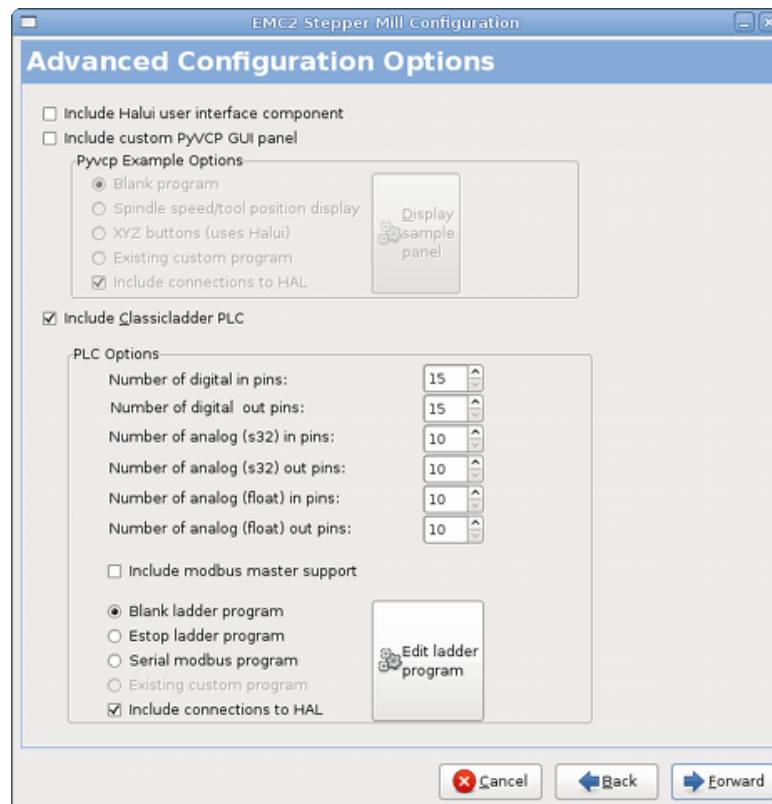 EMC2 Stepper Mill Configuration
Advanced Configuration Options
Include Halui user interface component
Include custom PyVCP GUI panel
Pyvcp Example Options
Blank program
Spindle speed/tool position display
XYZ buttons (uses Halui)
Existing custom program
Include connections to HAL
Display
sample
panel
Include Classicladder PLC
PLC Options
Number of digital in pins: 15
Number of digital out pins: 15
Number of analog (s32) in pins: 10
Number of analog (s32) out pins: 10
Number of analog (float) in pins: 10
Number of analog (float) out pins: 10
Include modbus master support
Blank ladder program
Estop ladder program
Serial modbus program
Existing custom program
Include connections to HAL
Edit ladder
program
Cancel Back Forward